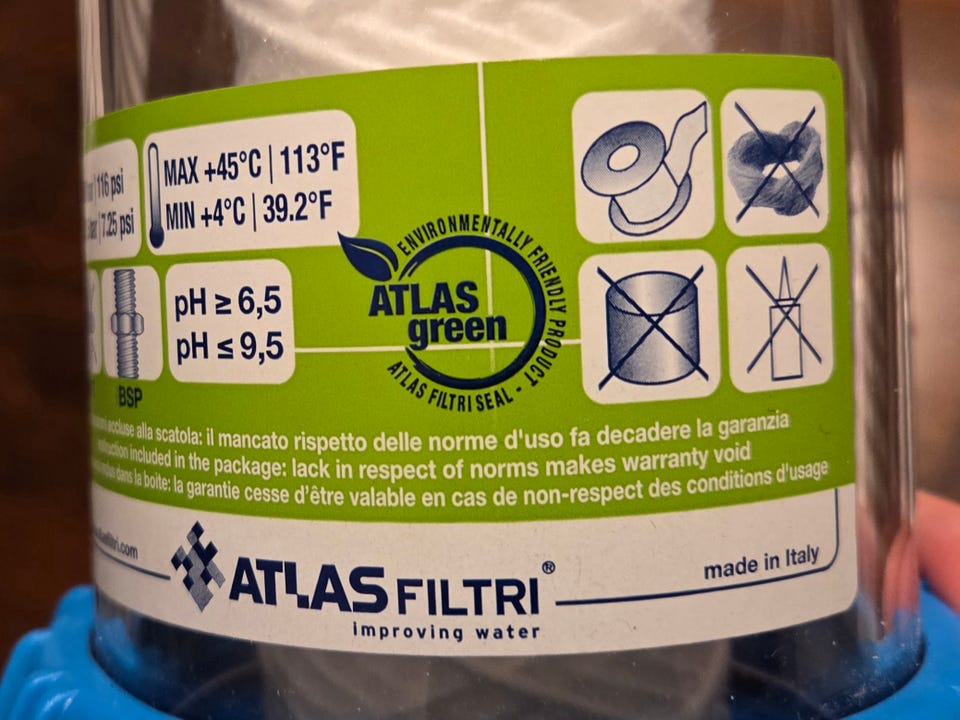 116 psi
7.25 psi
MAX +45°C | 113°F
MIN +4°C | 39.2°F
BSP
pH ≥ 6,5
pH ≤ 9,5
ENVIRONMENTALLY FRIENDLY PRODUCT
ATLAS
green
ATLAS FILTRI SEAL -
accluse alla scatola: il mancato rispetto delle norme d'uso fa decadere la garanzia
included in the package: lack in respect of norms makes warranty void
dans la boite: la garantie cesse d'être valable en cas de non-respect des conditions d'usage
ATLAS FILTRI®
improving water
made in Italy